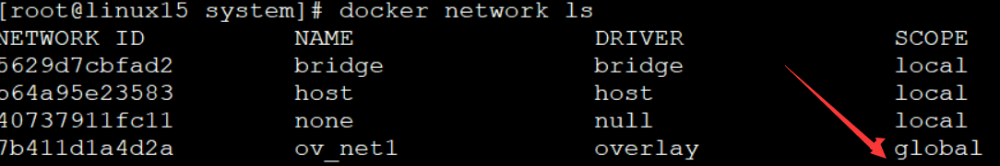 [root@linux15 system]# docker network ls
NETWORK ID NAME DRIVER SCOPE
5629d7cbfad2 bridge bridge local
b64a95e23583 host host local
40737911fc11 none null local
7b411d1a4d2a ov_net1 overlay global